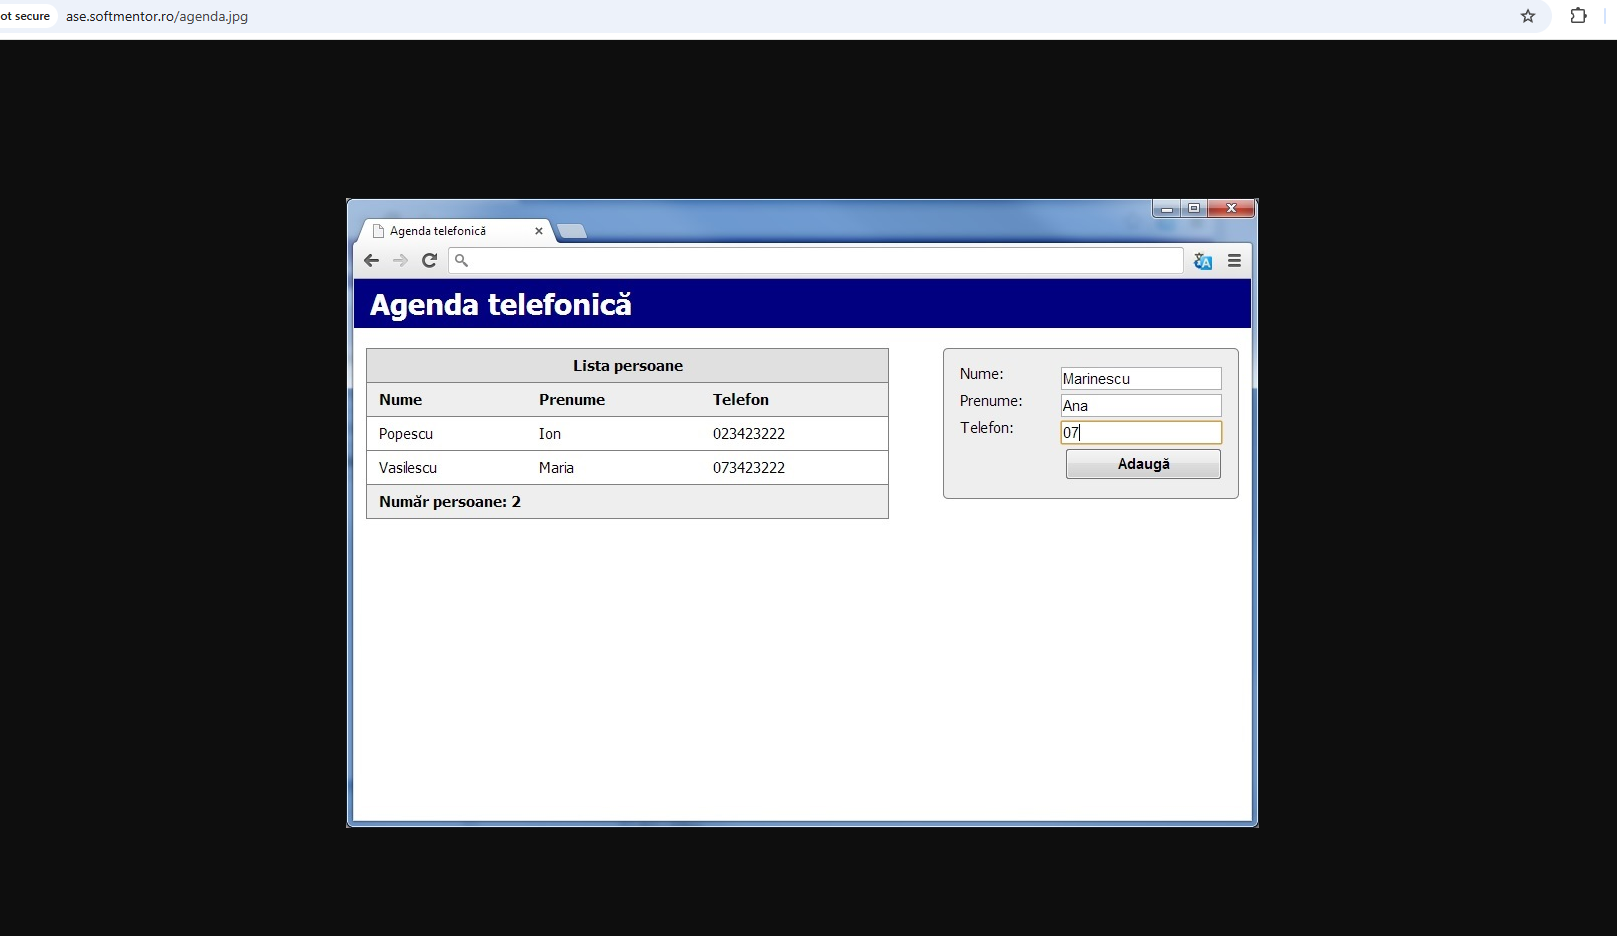 ot secure ase.softmentor.ro/agenda.jpg
Agenda telefonică
Agenda telefonică
Lista persoane
Nume Prenume Telefon
Popescu Ion 023423222
Vasilescu Maria 073423222
Număr persoane: 2
Nume: Marinescu
Prenume: Ana
Telefon: 07
Adaugă